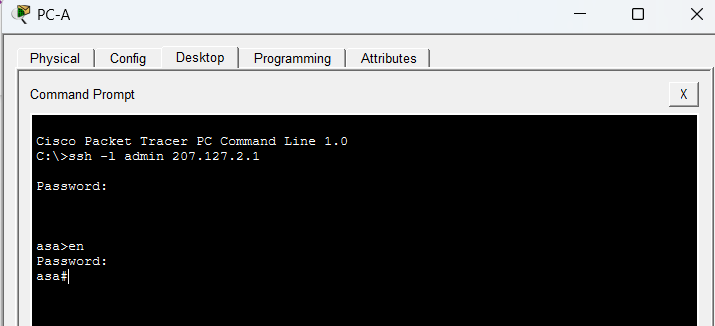 PC-A
Physical Config Desktop Programming Attributes
Command Prompt X
Cisco Packet Tracer PC Command Line 1.0
C:\>ssh -l admin 207.127.2.1
Password:
asa>en
Password:
asa#